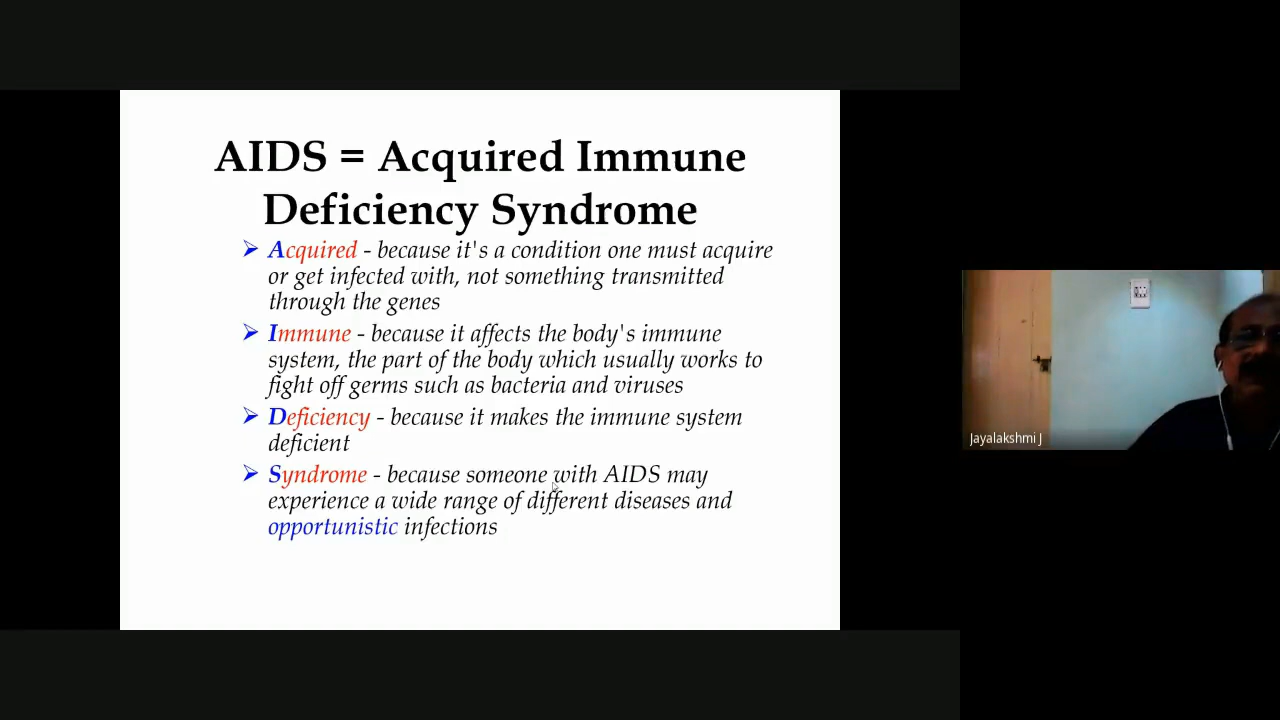 AIDS = Acquired Immune
Deficiency Syndrome
Acquired - because it's a condition one must acquire
or get infected with, not something transmitted
through the genes
Immune - because it affects the body's immune
system, the part of the body which usually works to
fight off germs such as bacteria and viruses
Deficiency - because it makes the immune system
deficient
Syndrome - because someone with AIDS may
experience a wide range of different diseases and
opportunistic infections
Jayalakshmi J